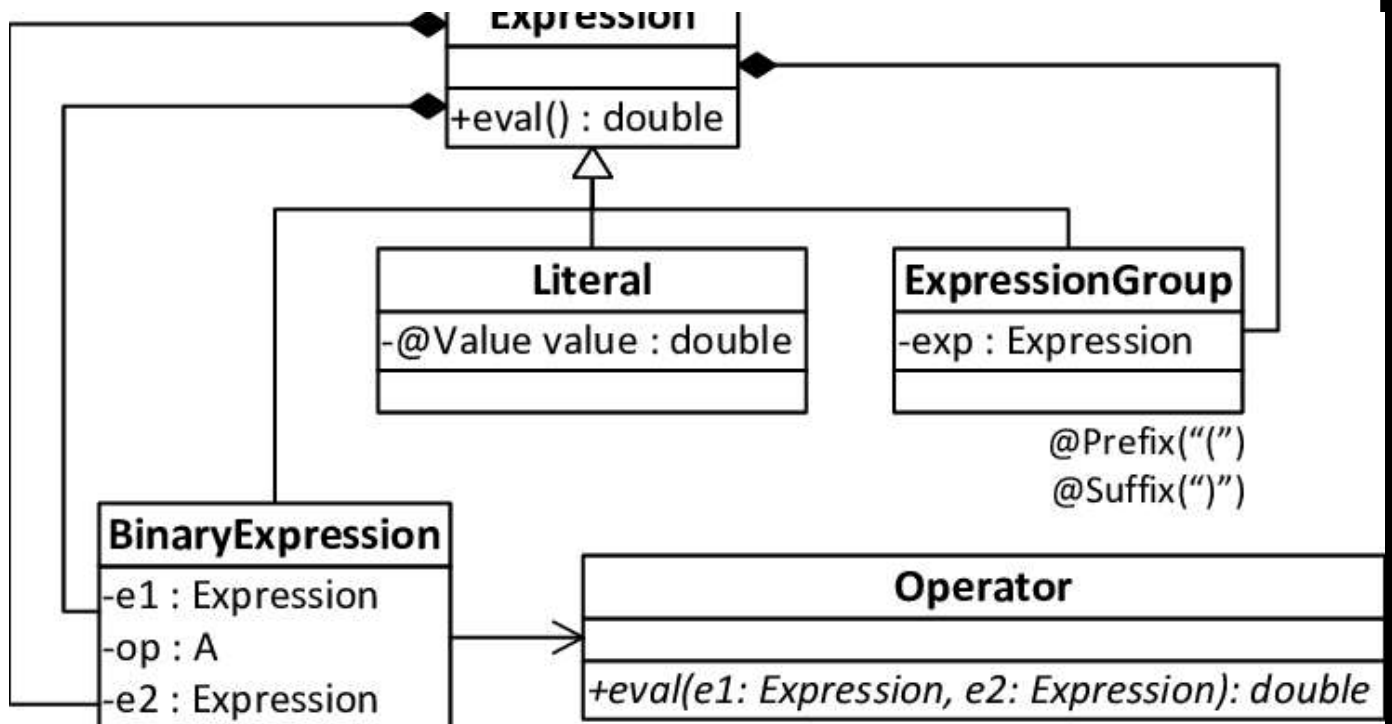 Expression
+eval() : double
Literal
-@Value value : double
ExpressionGroup
-exp : Expression
@Prefix(“(”)
@Suffix(“)”)
BinaryExpression
-e1 : Expression
-op : A
-e2 : Expression
Operator
+eval(e1: Expression, e2: Expression): double